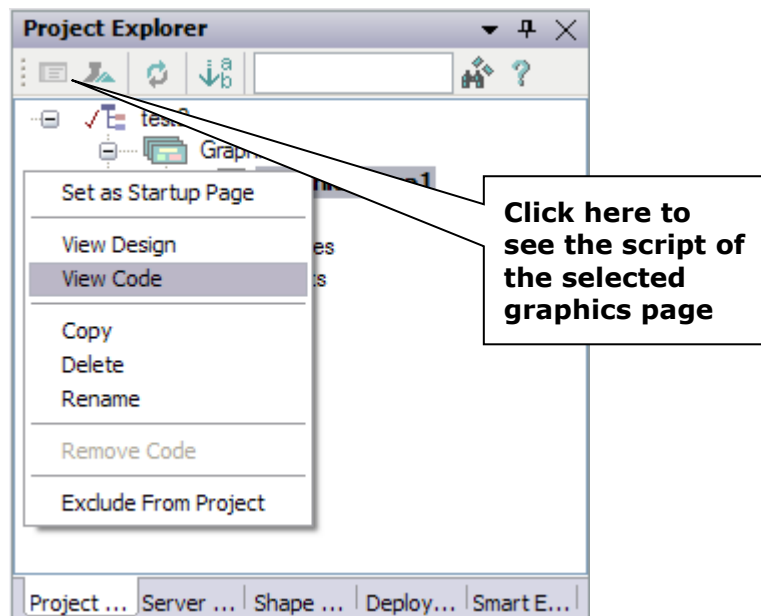 Project Explorer
a
b
?
Set as Startup Page
View Design
View Code
Copy
Delete
Rename
Remove Code
Exclude From Project
Click here to
see the script of
the selected
graphics page
Project ... Server ... Shape ... Deploy... Smart E...